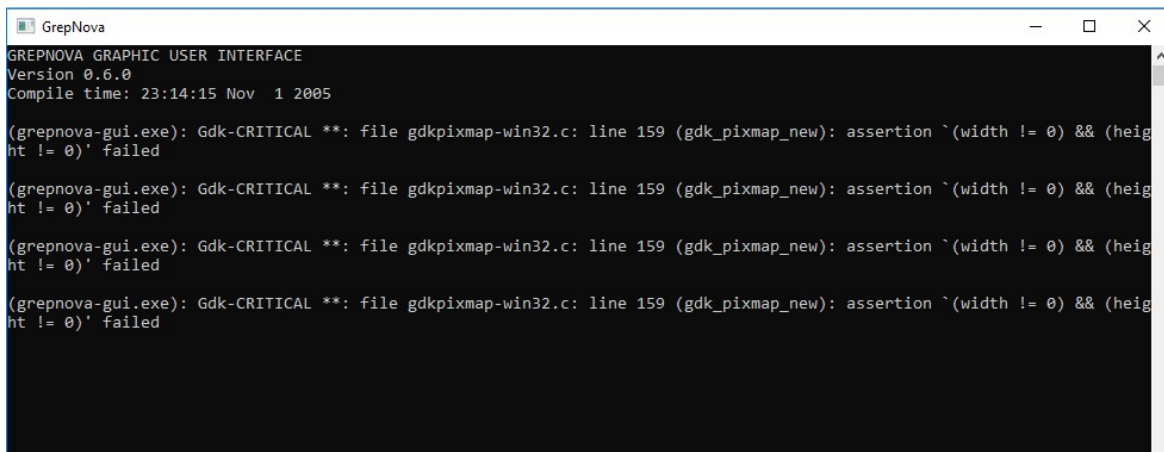 GrepNova
GREPNOVA GRAPHIC USER INTERFACE
Version 0.6.0
Compile time: 23:14:15 Nov  1 2005
(grepnova-gui.exe): Gdk-CRITICAL **: file gdkpixmap-win32.c: line 159 (gdk_pixmap_new): assertion `(width != 0) && (heig
ht != 0)' failed
(grepnova-gui.exe): Gdk-CRITICAL **: file gdkpixmap-win32.c: line 159 (gdk_pixmap_new): assertion `(width != 0) && (heig
ht != 0)' failed
(grepnova-gui.exe): Gdk-CRITICAL **: file gdkpixmap-win32.c: line 159 (gdk_pixmap_new): assertion `(width != 0) && (heig
ht != 0)' failed
(grepnova-gui.exe): Gdk-CRITICAL **: file gdkpixmap-win32.c: line 159 (gdk_pixmap_new): assertion `(width != 0) && (heig
ht != 0)' failed